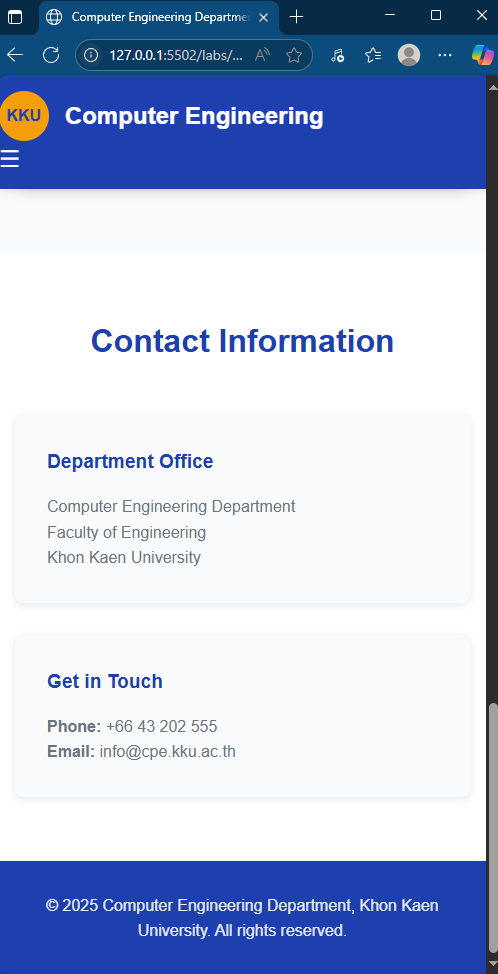 Computer Engineering Departme
127.0.0.1:5502/labs/...
KKU
Computer Engineering
Contact Information
Department Office
Computer Engineering Department
Faculty of Engineering
Khon Kaen University
Get in Touch
Phone: +66 43 202 555
Email: info@cpe.kku.ac.th
© 2025 Computer Engineering Department, Khon Kaen
University. All rights reserved.